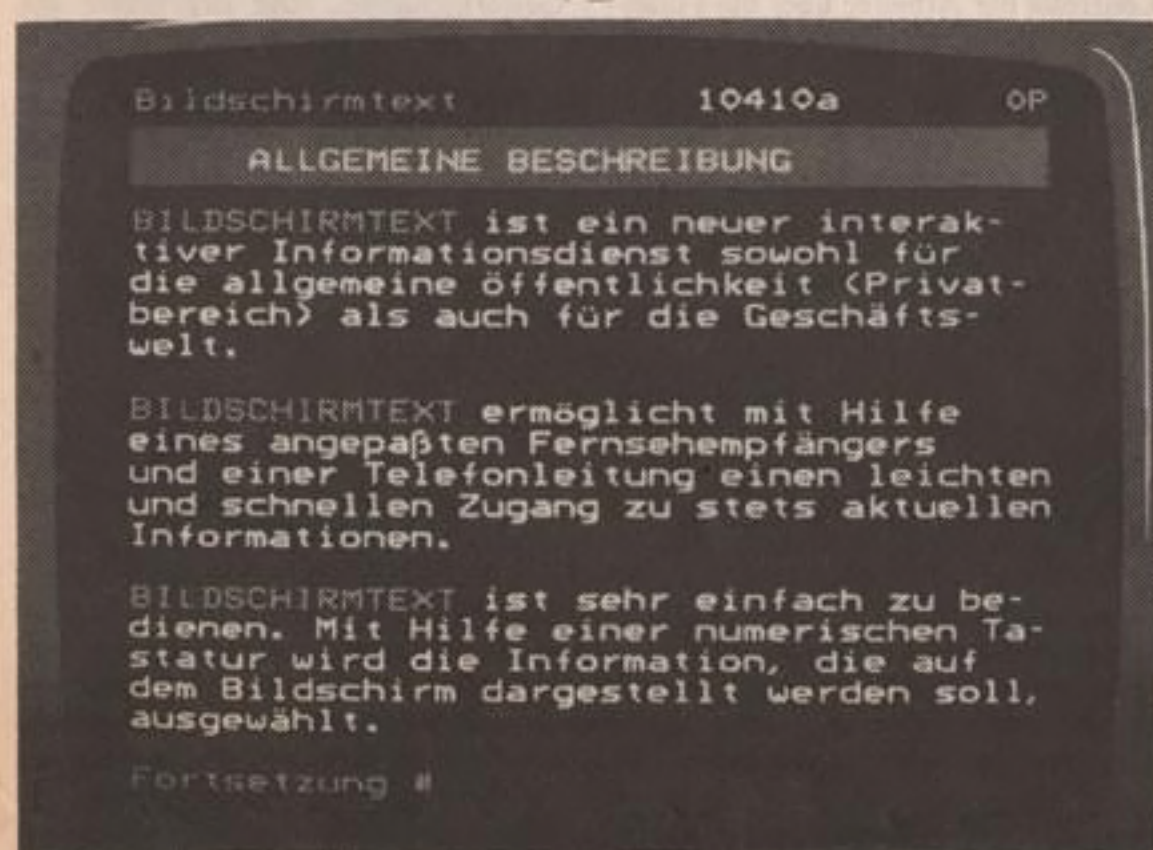 Bildschirmtext 10410a 0P
ALLGEMEINE BESCHREIBUNG
BILDSCHIRMTEXT ist ein neuer interak-
tiver Informationsdienst sowohl für
die allgemeine öffentlichkeit (Privat-
bereich) als auch für die Geschäfts-
welt.
BILDSCHIRMTEXT ermöglicht mit Hilfe
eines angepaßten Fernsehempfängers
und einer Telefonleitung einen leichten
und schnellen Zugang zu stets aktuellen
Informationen.
BILDSCHIRMTEXT ist sehr einfach zu be-
dienen. Mit Hilfe einer numerischen Ta-
statur wird die Information, die auf
dem Bildschirm dargestellt werden soll,
ausgewählt.
Fortsetzung #